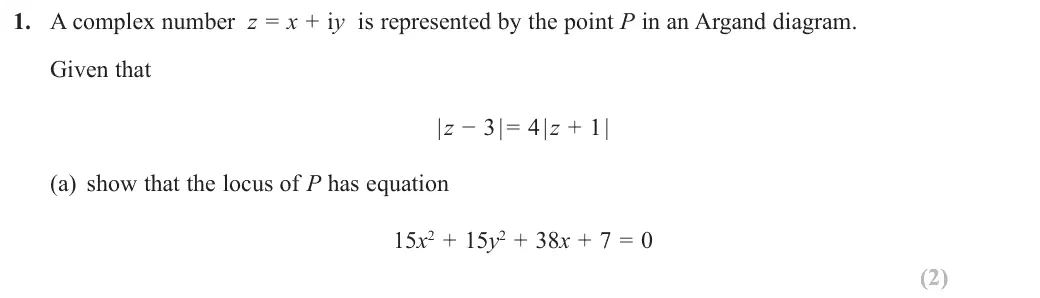 1. A complex number z = x + iy is represented by the point P in an Argand diagram.
Given that
|z − 3| = 4|z + 1|
(a) show that the locus of P has equation
15x² + 15y² + 38x + 7 = 0
(2)